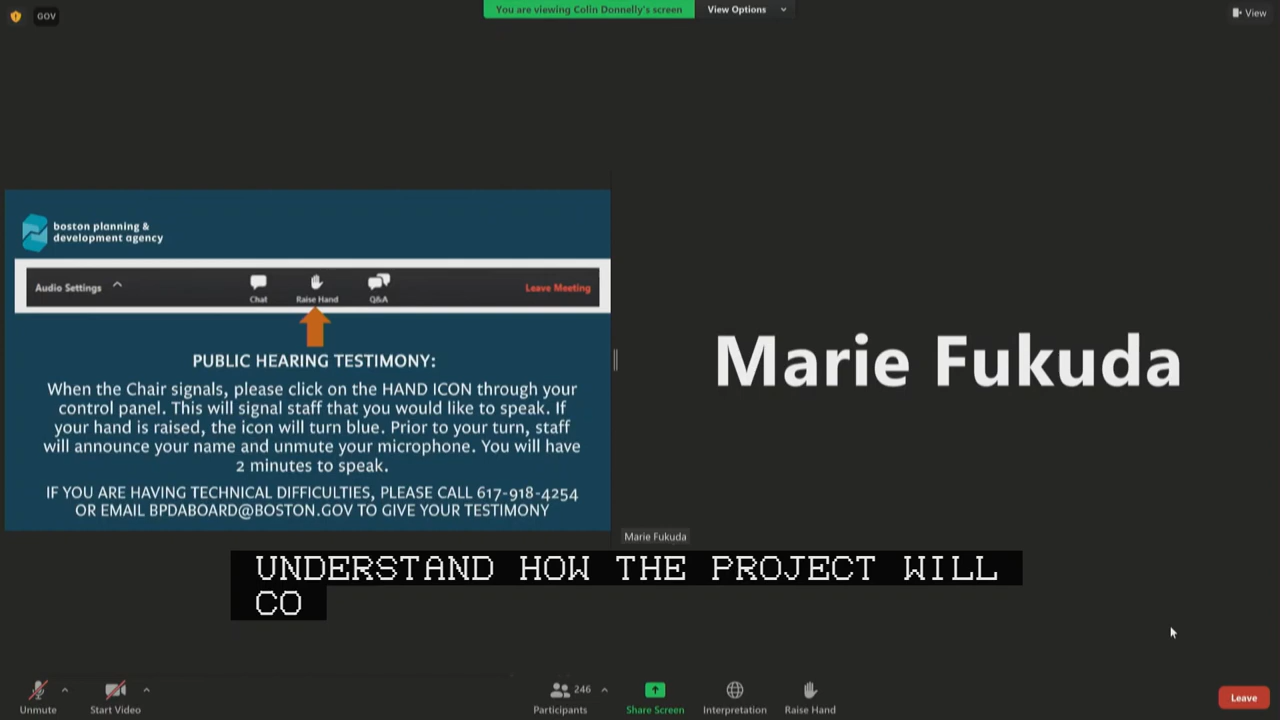 GOV
You are viewing Colin Donnelly's screen
View Options
View
boston planning &
development agency
Audio Settings
Chat
Raise Hand
Q&A
Leave Meeting
PUBLIC HEARING TESTIMONY:
When the Chair signals, please click on the HAND ICON through your
control panel. This will signal staff that you would like to speak. If
your hand is raised, the icon will turn blue. Prior to your turn, staff
will announce your name and unmute your microphone. You will have
2 minutes to speak.
IF YOU ARE HAVING TECHNICAL DIFFICULTIES, PLEASE CALL 617-918-4254
OR EMAIL BPDABOARD@BOSTON.GOV TO GIVE YOUR TESTIMONY
Marie Fukuda
Marie Fukuda
UNDERSTAND HOW THE PROJECT WILL
CO
Unmute
Start Video
246
Participants
Share Screen
Interpretation
Raise Hand
Leave